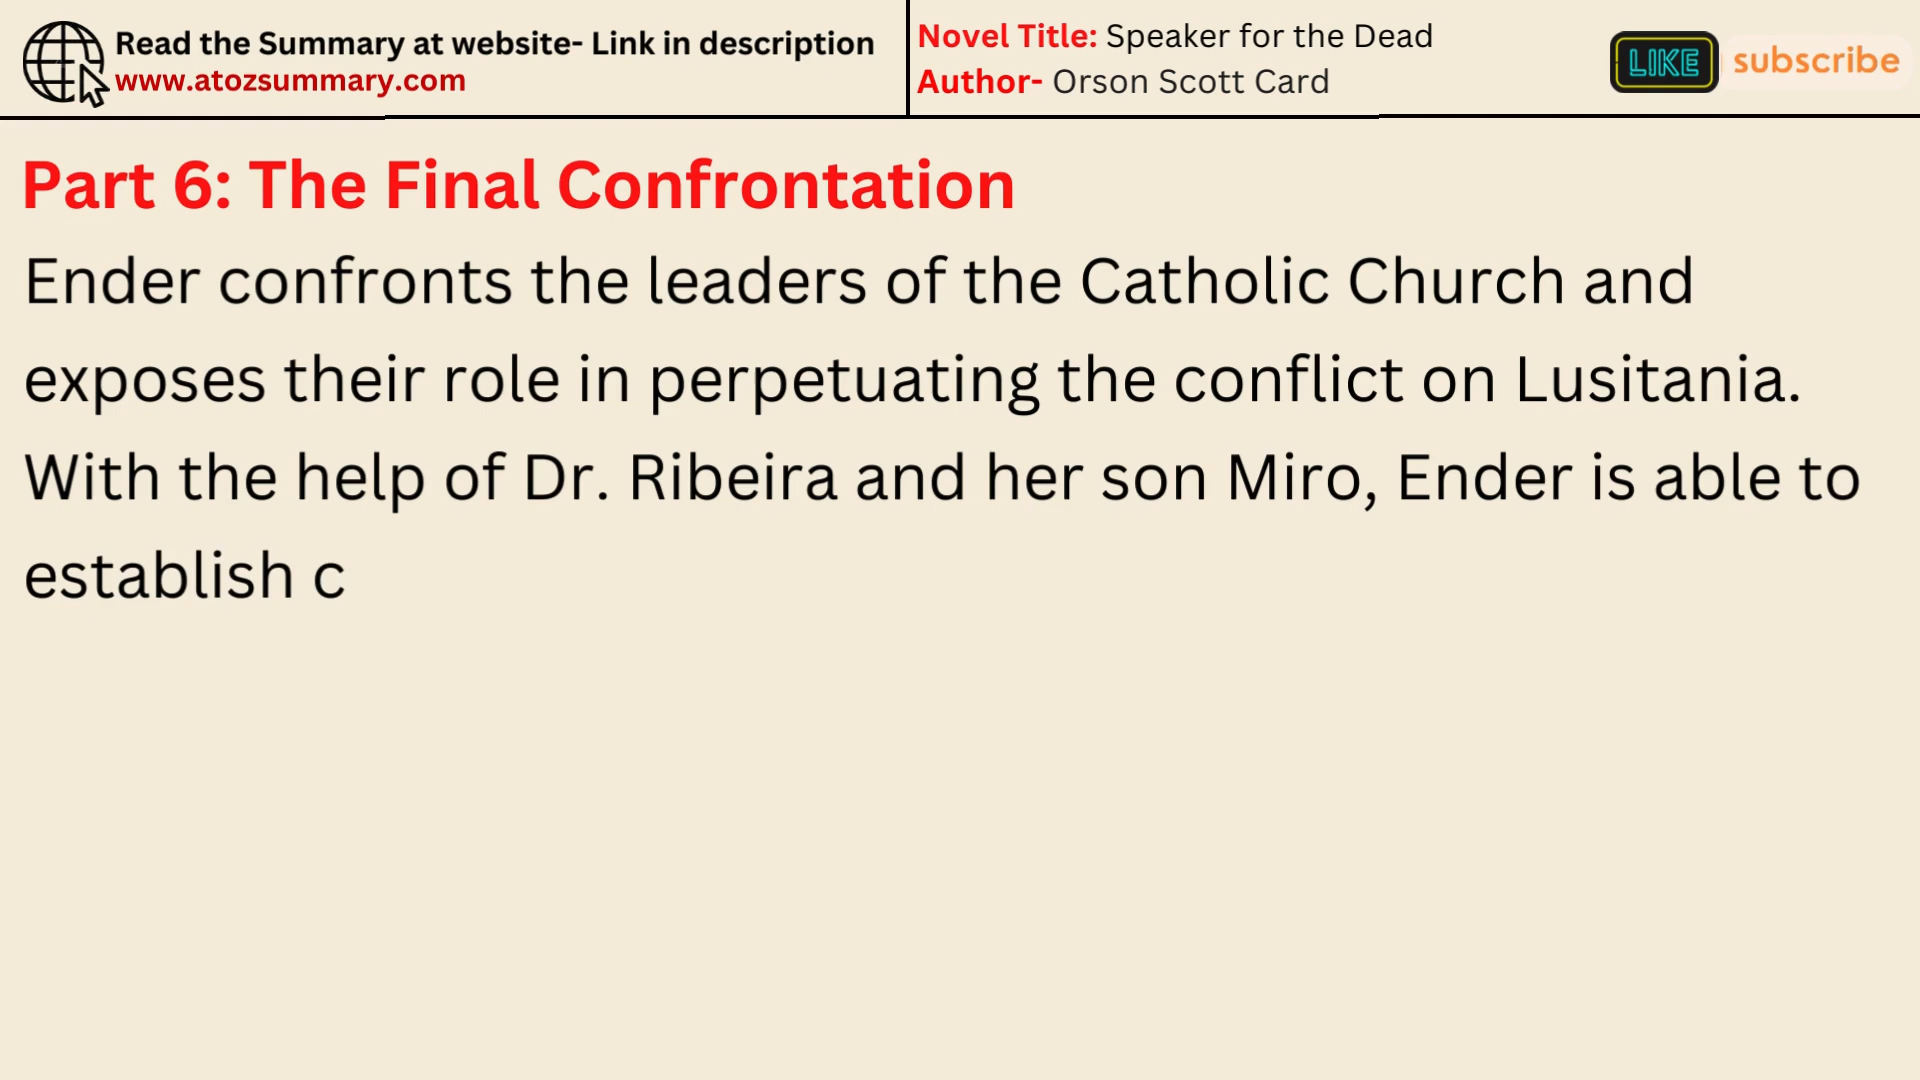 Read the Summary at website- Link in description
www.atozsummary.com
Novel Title: Speaker for the Dead
Author- Orson Scott Card
LIKE
subscribe
Part 6: The Final Confrontation
Ender confronts the leaders of the Catholic Church and
exposes their role in perpetuating the conflict on Lusitania.
With the help of Dr. Ribeira and her son Miro, Ender is able to
establish c